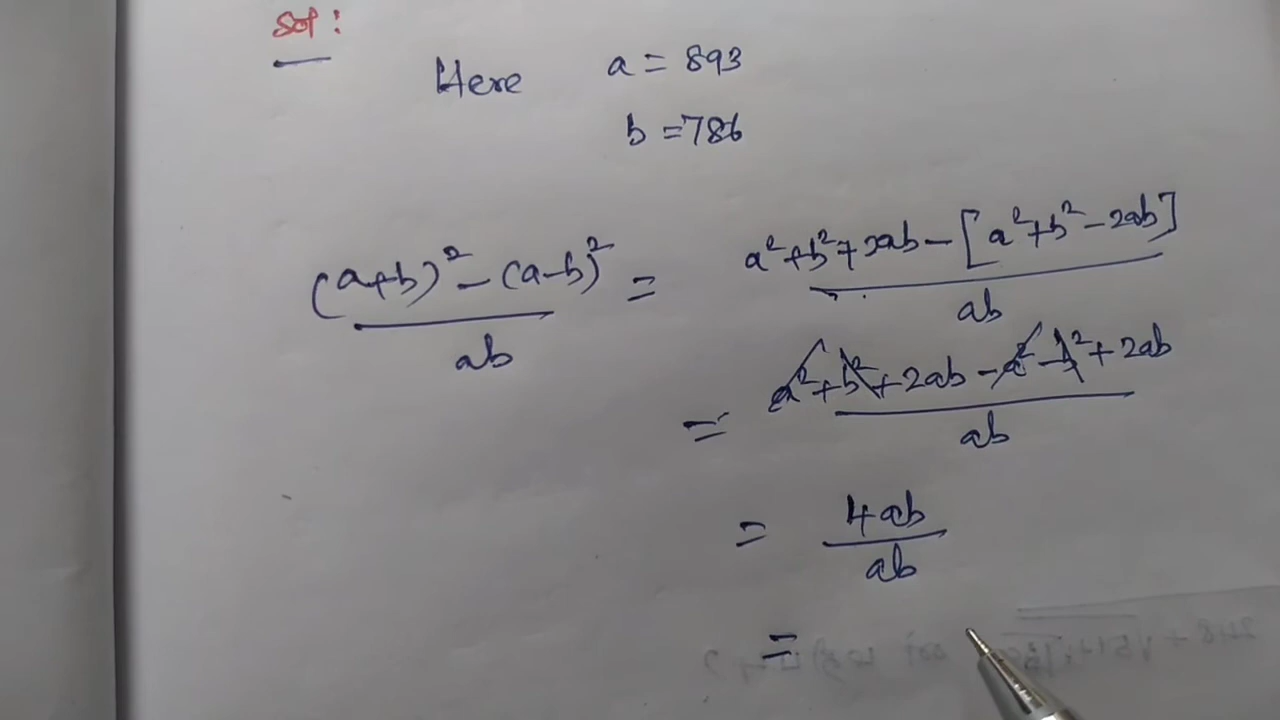 Sol :
Here a = 893
b = 786
(a+b)² - (a-b)² / ab = a²+b²+2ab - [a²+b²-2ab] / ab
= a²+b²+2ab - a² - b² + 2ab / ab
= 4ab / ab
=